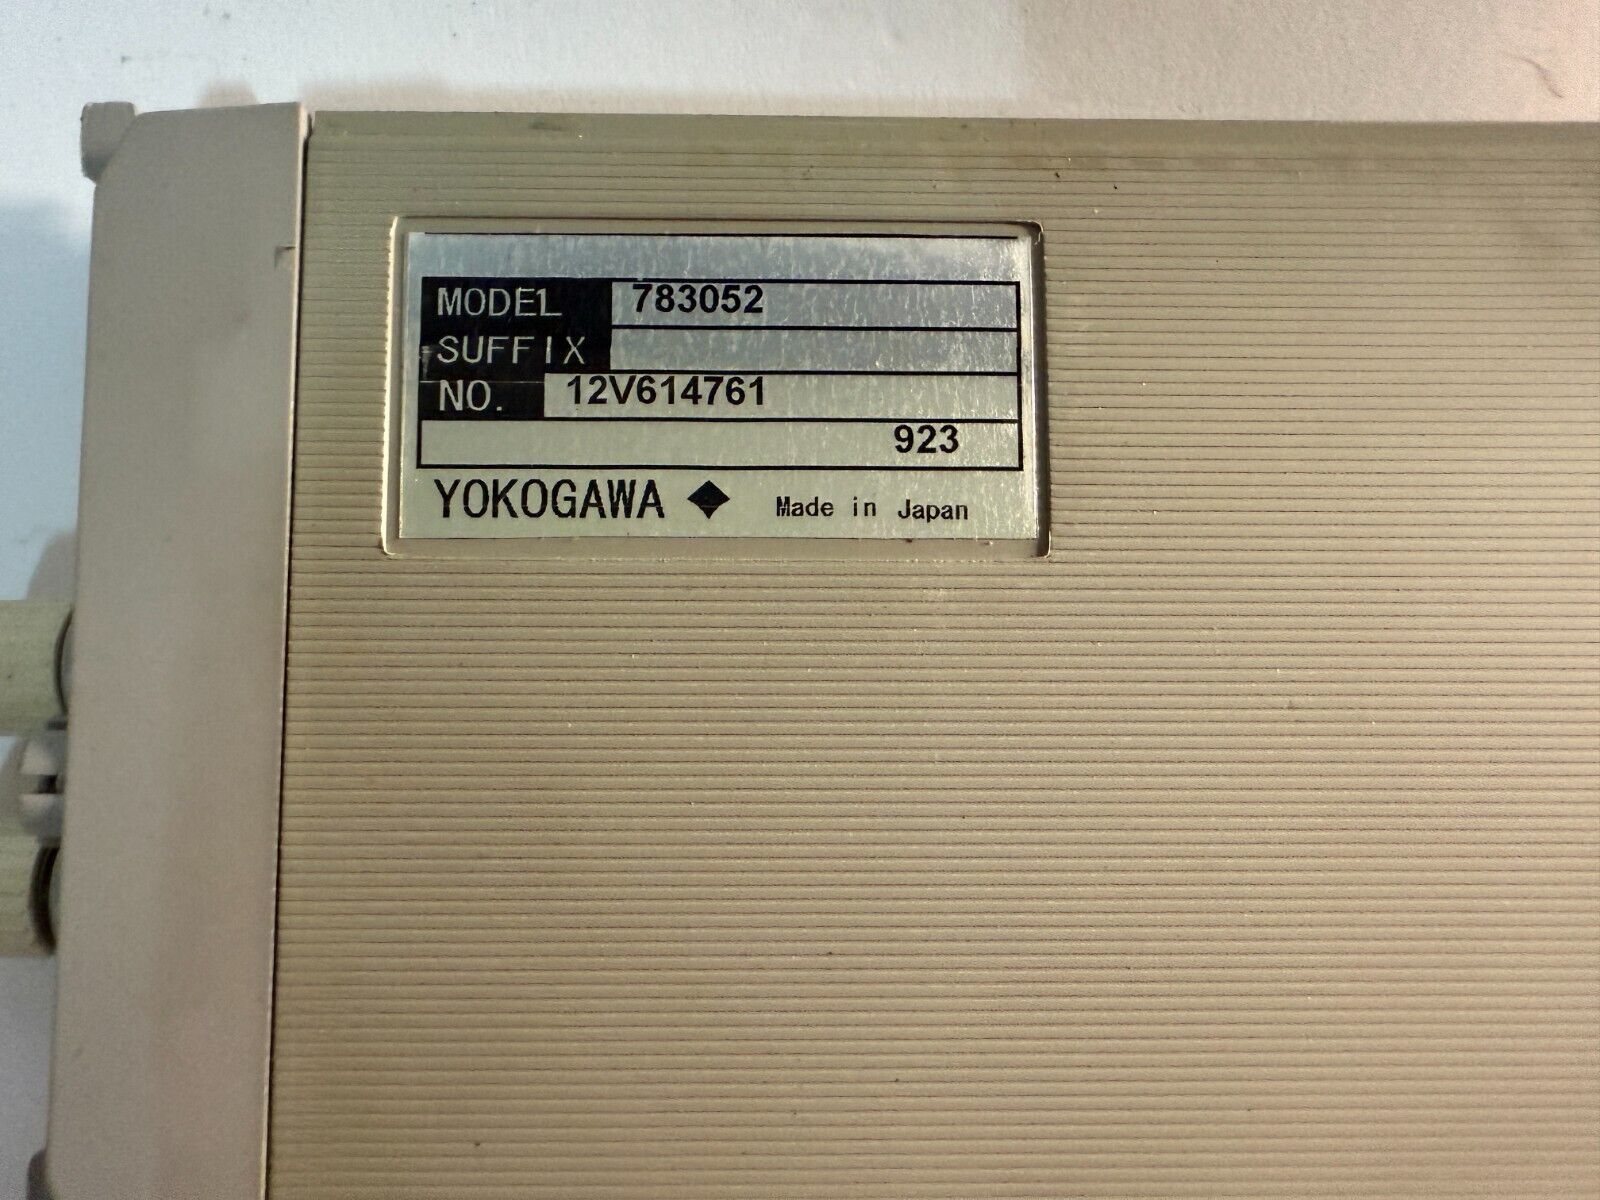 MODEL 783052
SUFFIX
NO. 12V614761
923
YOKOGAWA ◆ Made in Japan